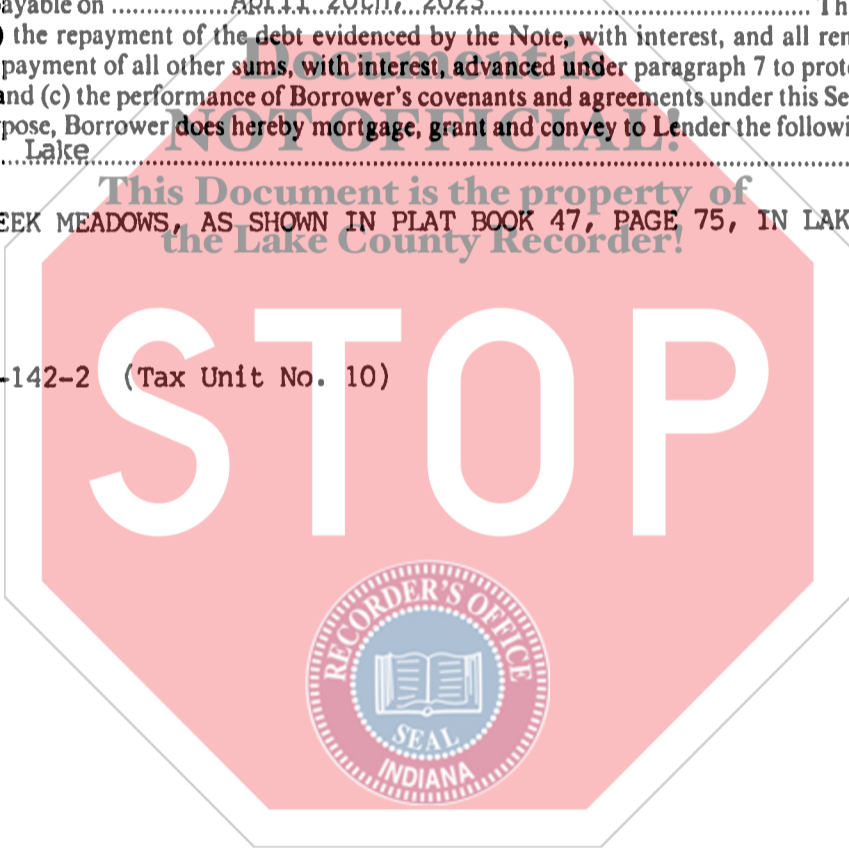 ayable on April 20th, 2023 Th
) the repayment of the debt evidenced by the Note, with interest, and all ren
Document is
payment of all other sums, with interest, advanced under paragraph 7 to prote
and (c) the performance of Borrower's covenants and agreements under this Se
NOT OFFICIAL!
pose, Borrower does hereby mortgage, grant and convey to Lender the followi
Lake
This Document is the property of
EEK MEADOWS, AS SHOWN IN PLAT BOOK 47, PAGE 75, IN LAK
the Lake County Recorder!
-142-2 (Tax Unit No. 10)
STOP
RECORDER'S OFFICE
SEAL
INDIANA